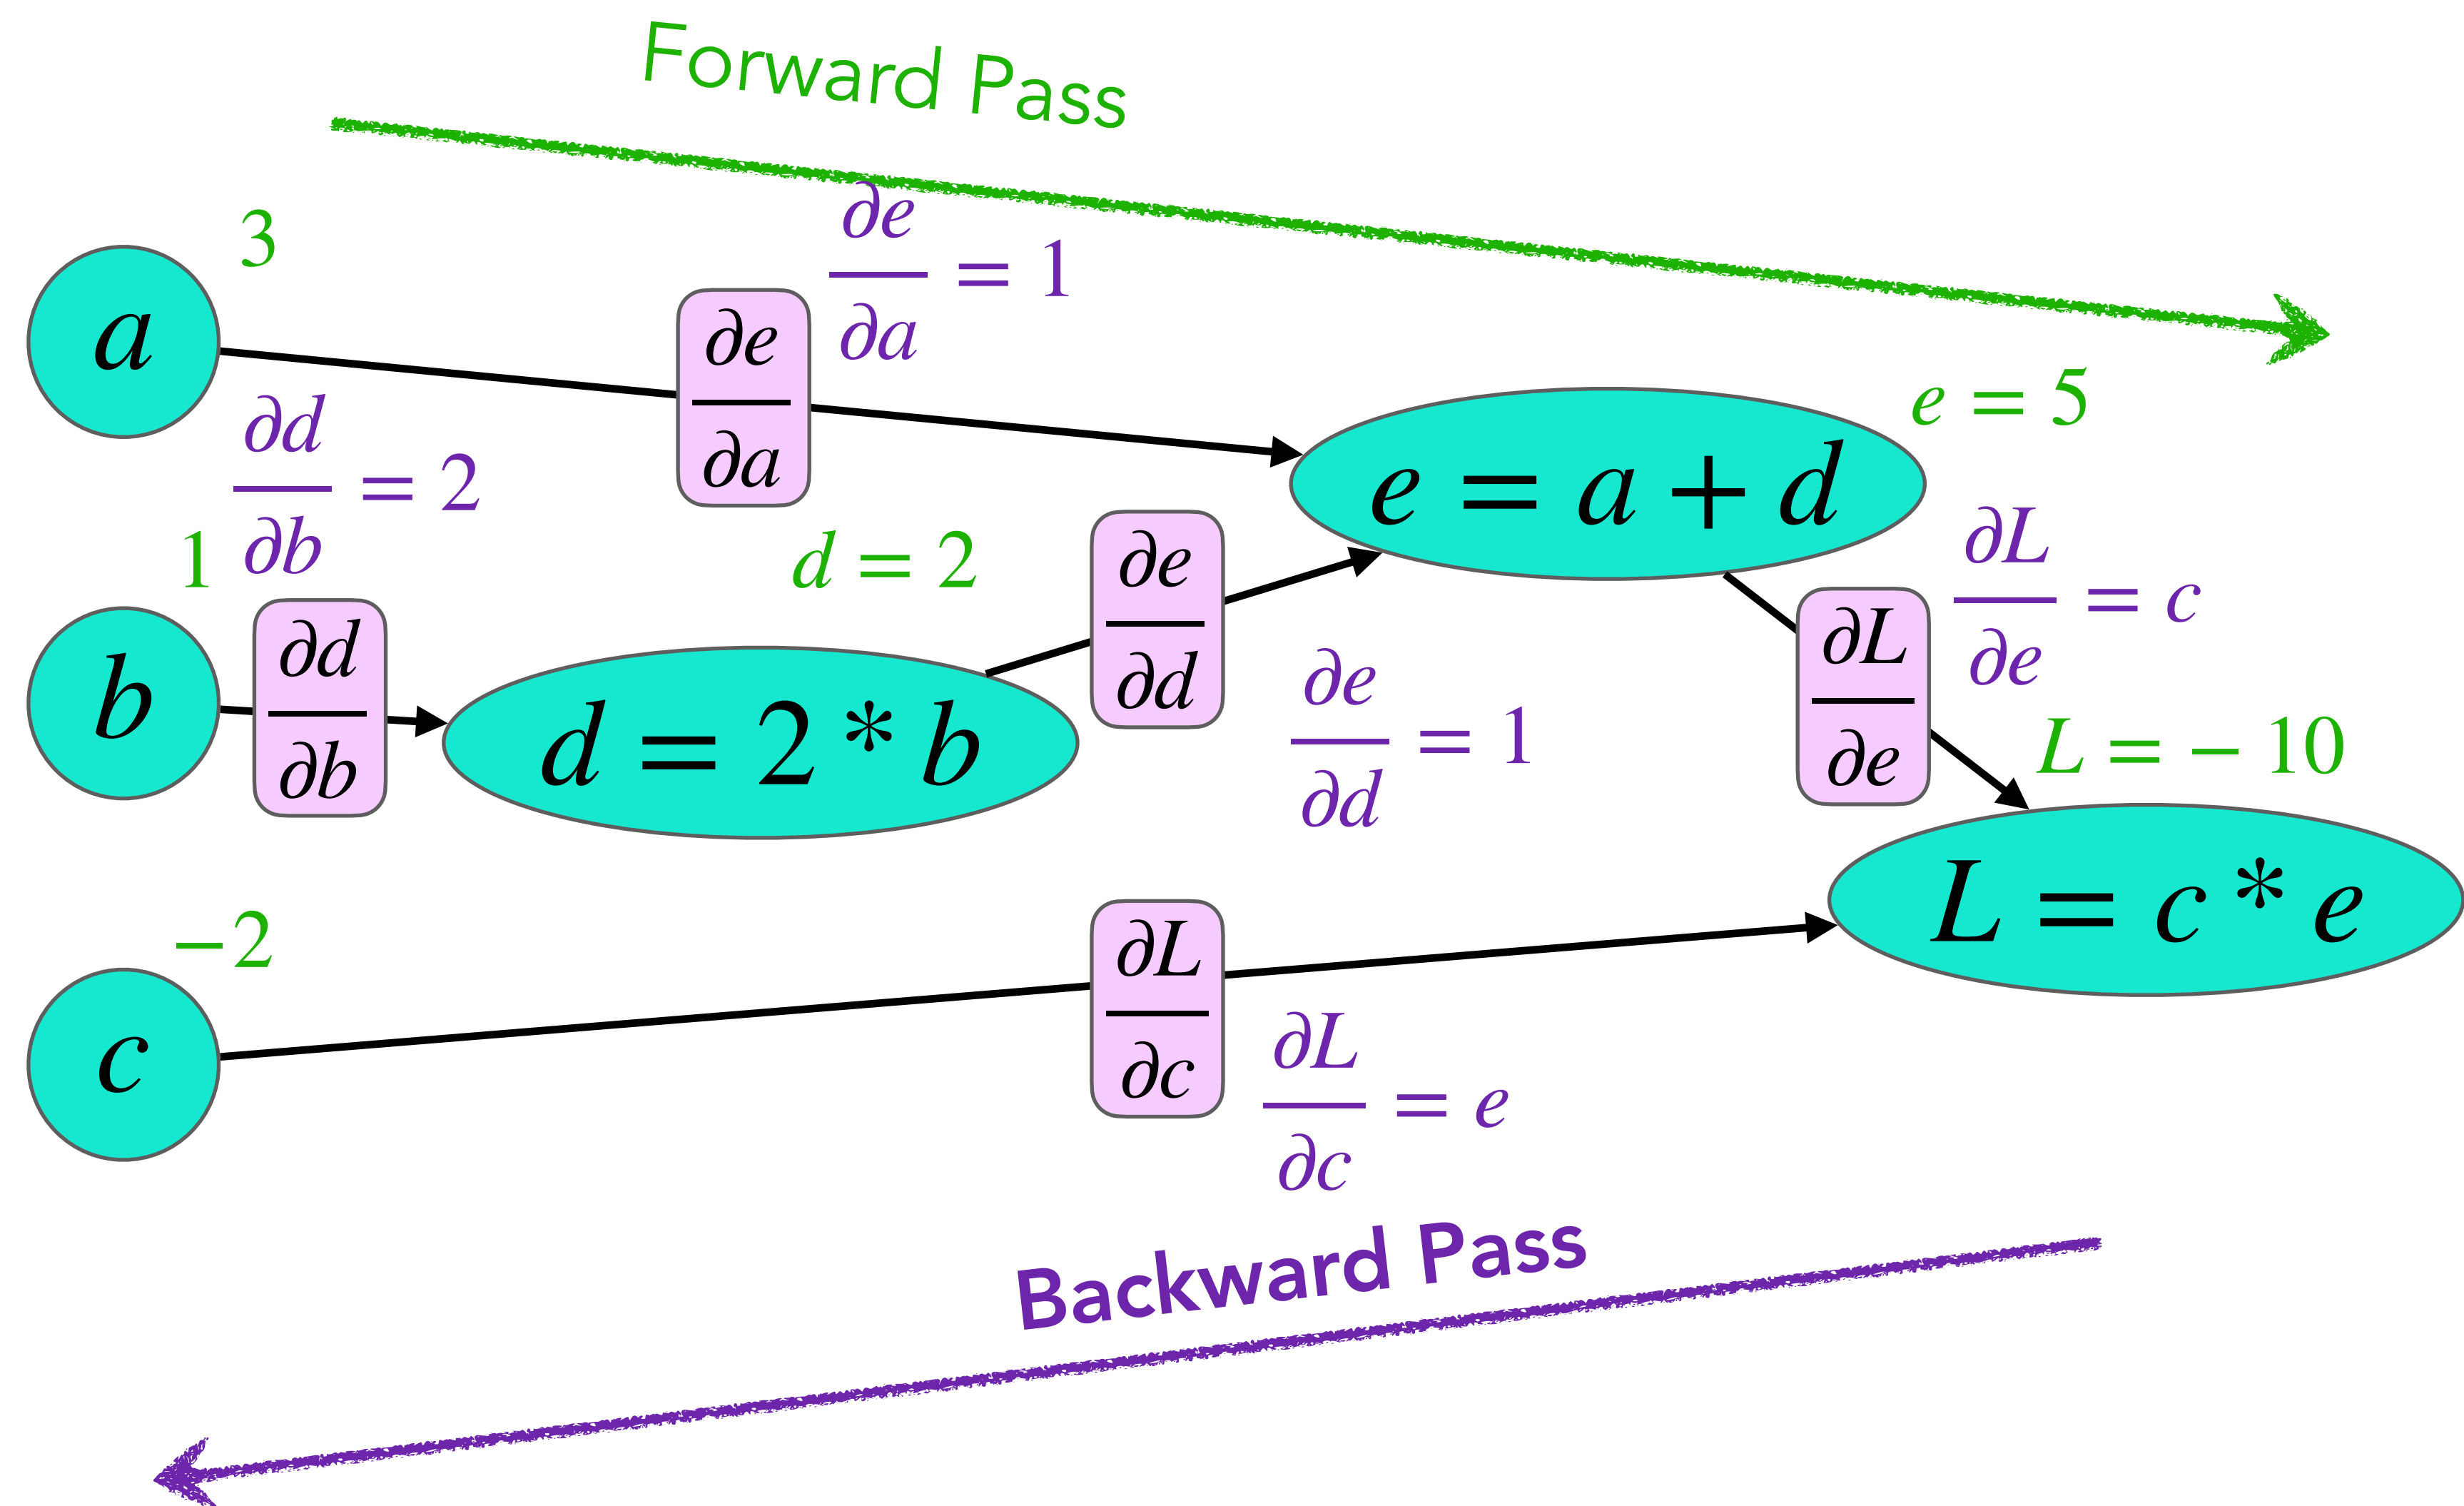 Forward Pass
3
∂e/∂a = 1
a
∂e/∂a
e = 5
∂d/∂b = 2
e = a + d
1
d = 2
∂e/∂d
∂L/∂e = c
b
∂d/∂b
d = 2 * b
∂e/∂d = 1
∂L/∂e
L = − 10
−2
∂L/∂c
L = c * e
c
∂L/∂c = e
Backward Pass